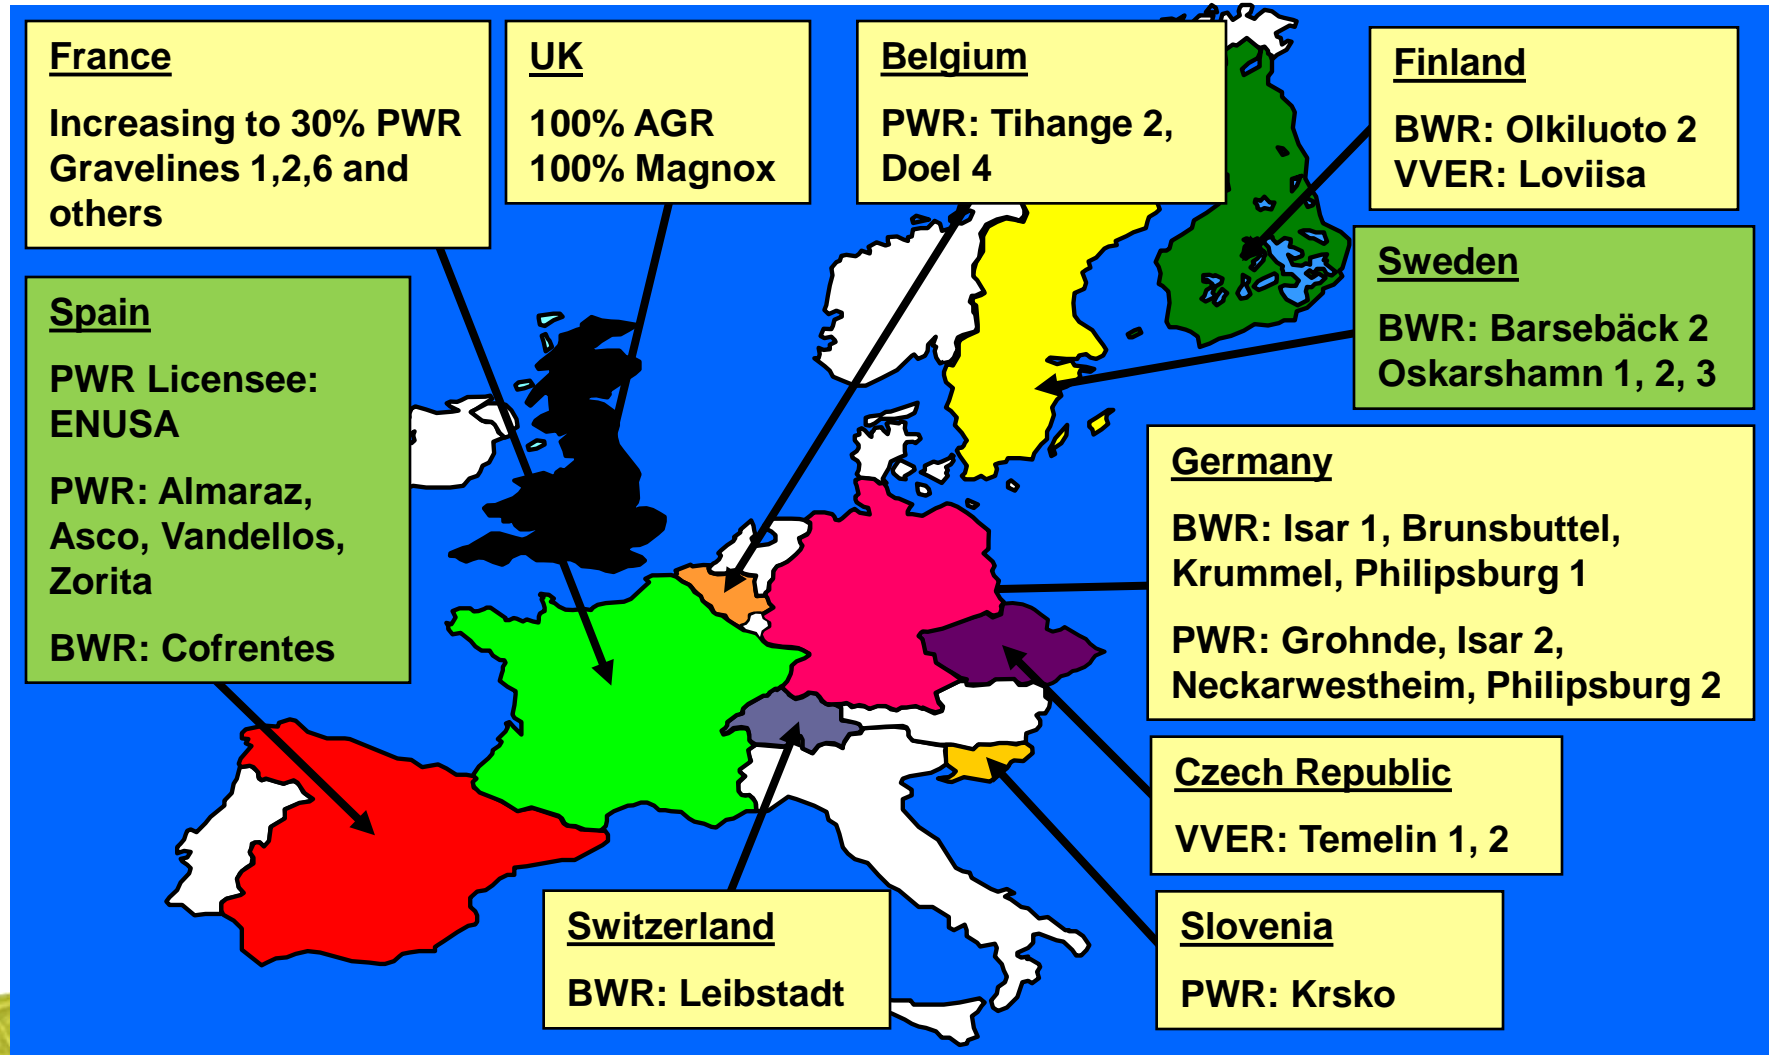 France
Increasing to 30% PWR
Gravelines 1,2,6 and
others
UK
100% AGR
100% Magnox
Belgium
PWR: Tihange 2,
Doel 4
Finland
BWR: Olkiluoto 2
VVER: Loviisa
Spain
PWR Licensee:
ENUSA
PWR: Almaraz,
Asco, Vandellos,
Zorita
BWR: Cofrentes
Sweden
BWR: Barsebäck 2
Oskarshamn 1, 2, 3
Germany
BWR: Isar 1, Brunsbuttel,
Krummel, Philipsburg 1
PWR: Grohnde, Isar 2,
Neckarwestheim, Philipsburg 2
Czech Republic
VVER: Temelin 1, 2
Switzerland
BWR: Leibstadt
Slovenia
PWR: Krsko